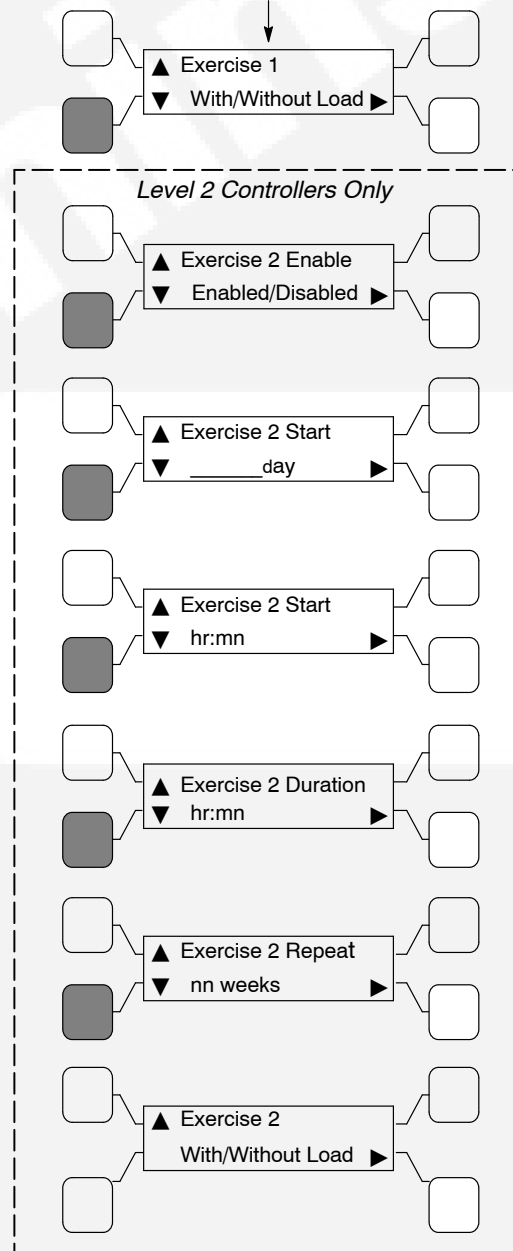 ▲ Exercise 1
▼ With/Without Load ▶
Level 2 Controllers Only
▲ Exercise 2 Enable
▼ Enabled/Disabled ▶
▲ Exercise 2 Start
▼ ______day ▶
▲ Exercise 2 Start
▼ hr:mn ▶
▲ Exercise 2 Duration
▼ hr:mn ▶
▲ Exercise 2 Repeat
▼ nn weeks ▶
▲ Exercise 2
With/Without Load ▶